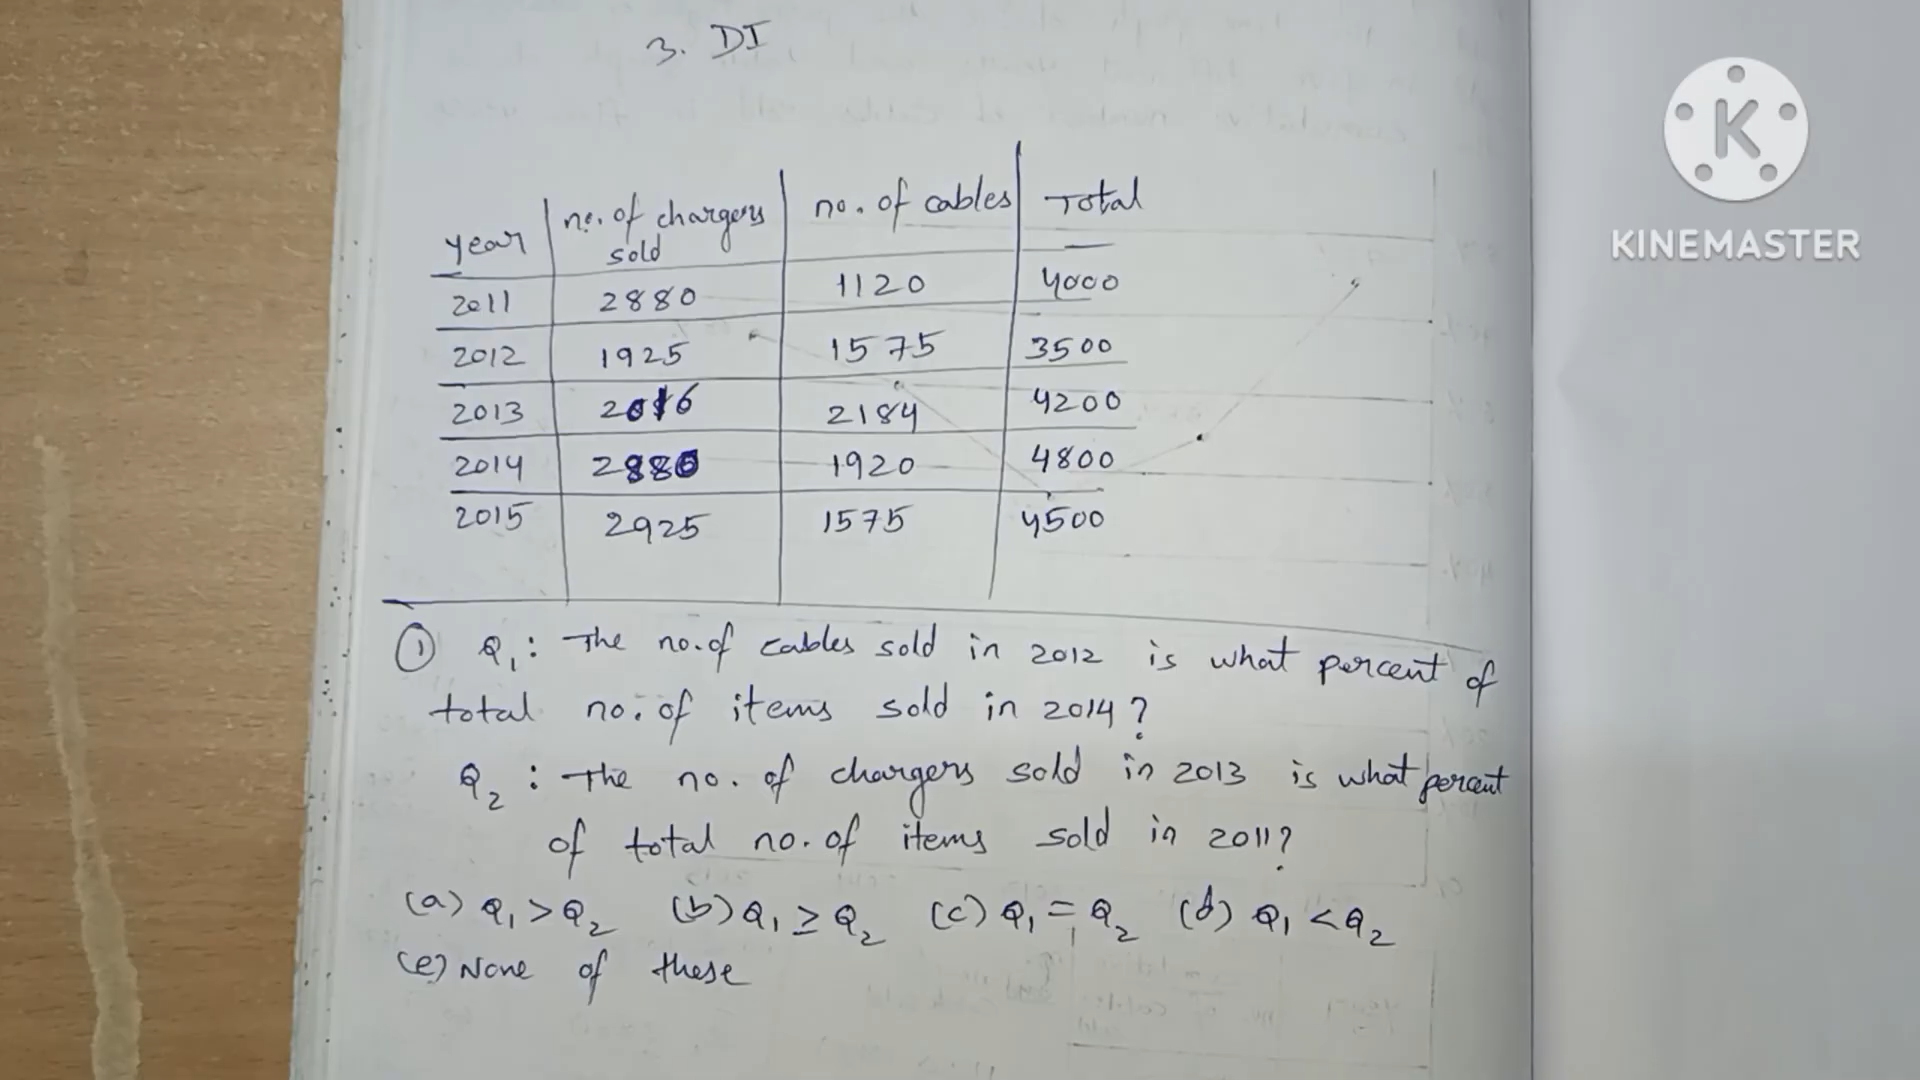 3. DI
year | no. of chargers sold | no. of cables | Total
2011 | 2880 | 1120 | 4000
2012 | 1925 | 1575 | 3500
2013 | 2016 | 2184 | 4200
2014 | 2880 | 1920 | 4800
2015 | 2925 | 1575 | 4500
① Q1: The no. of cables sold in 2012 is what percent of
total no. of items sold in 2014?
Q2: The no. of chargers sold in 2013 is what percent
of total no. of items sold in 2011?
(a) Q1 > Q2 (b) Q1 ≥ Q2 (c) Q1 = Q2 (d) Q1 < Q2
(e) None of these
K
KINEMASTER